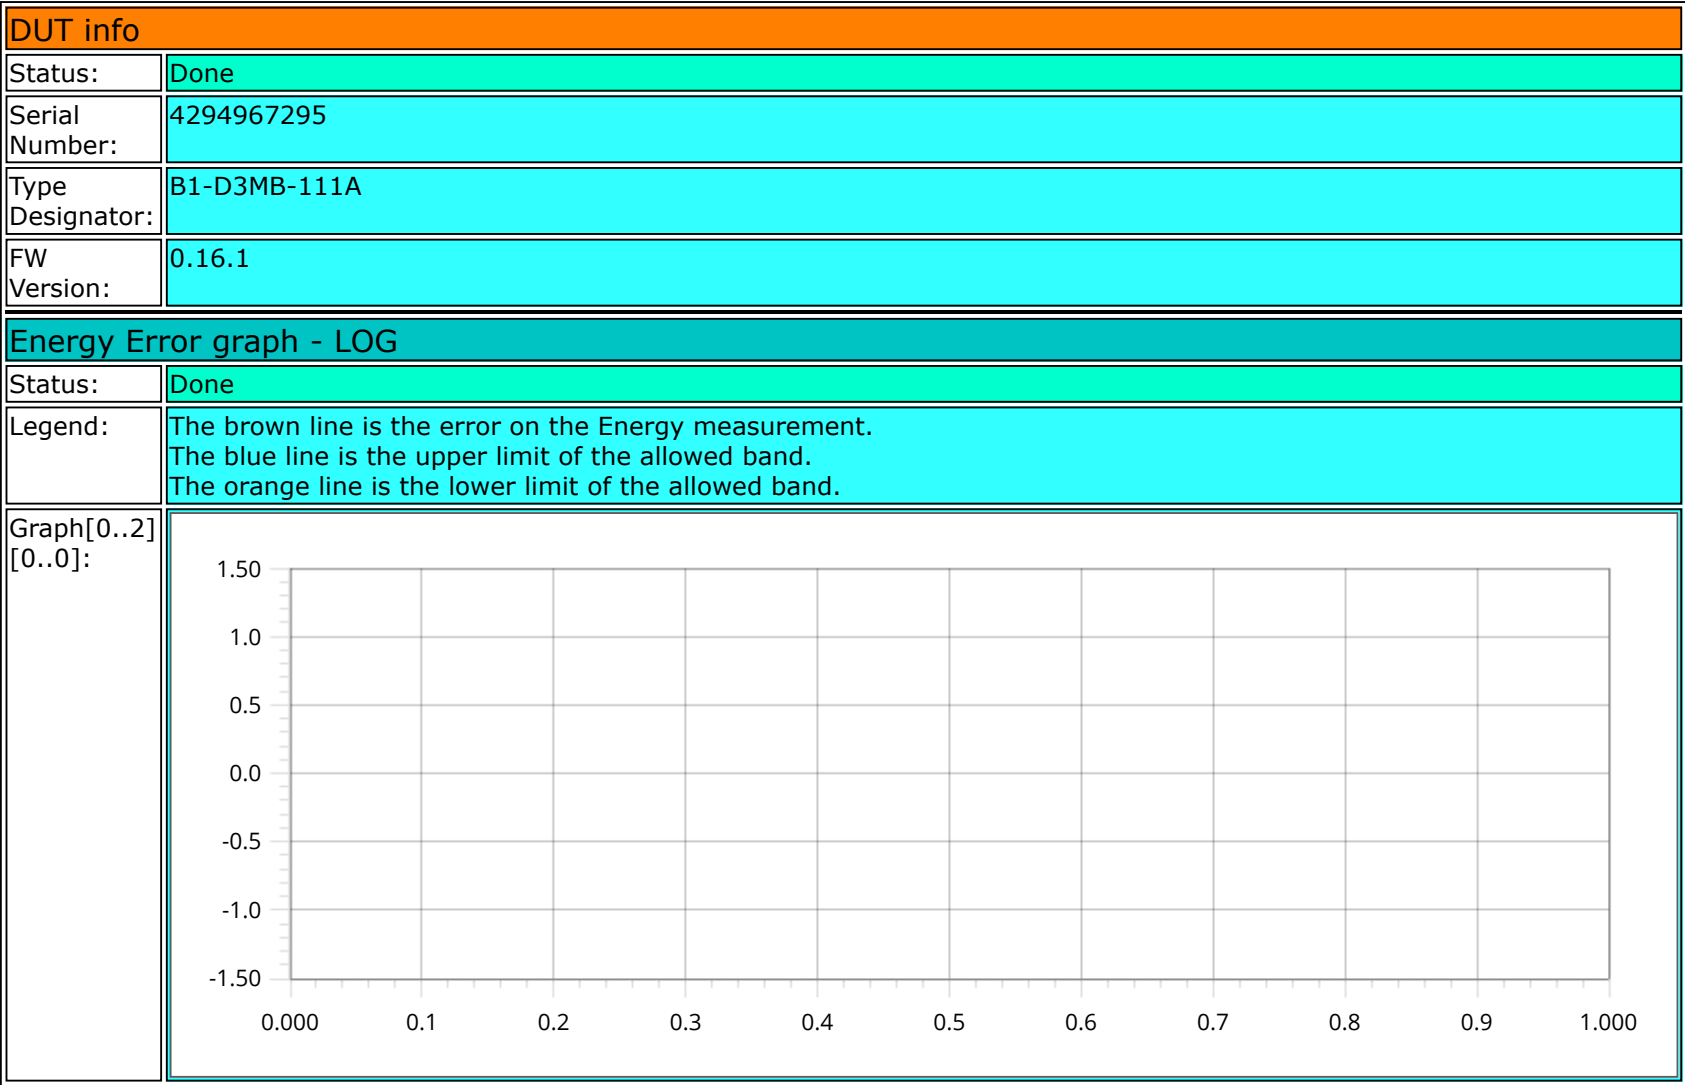 DUT info
Status:
Done
Serial
Number:
4294967295
Type
Designator:
B1-D3MB-111A
FW
Version:
0.16.1
Energy Error graph - LOG
Status:
Done
Legend:
The brown line is the error on the Energy measurement.
The blue line is the upper limit of the allowed band.
The orange line is the lower limit of the allowed band.
Graph[0..2]
[0..0]:
1.50
1.0
0.5
0.0
-0.5
-1.0
-1.50
0.000 0.1 0.2 0.3 0.4 0.5 0.6 0.7 0.8 0.9 1.000